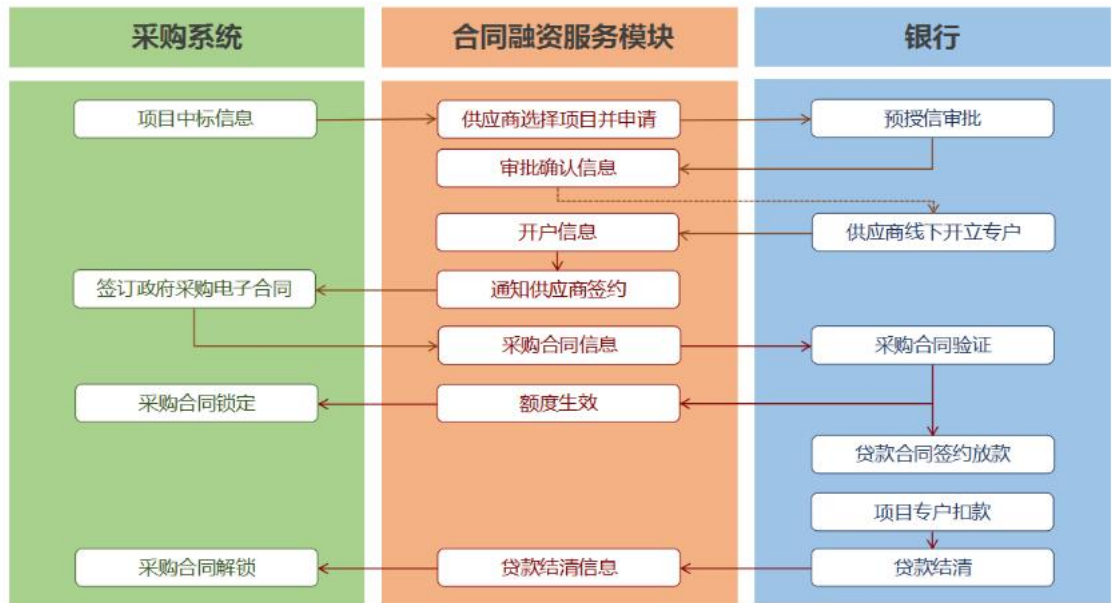 采购系统
合同融资服务模块
银行
项目中标信息
供应商选择项目并申请
预授信审批
审批确认信息
开户信息
供应商线下开立专户
签订政府采购电子合同
通知供应商签约
采购合同信息
采购合同验证
采购合同锁定
额度生效
贷款合同签约放款
项目专户扣款
采购合同解锁
贷款结清信息
贷款结清